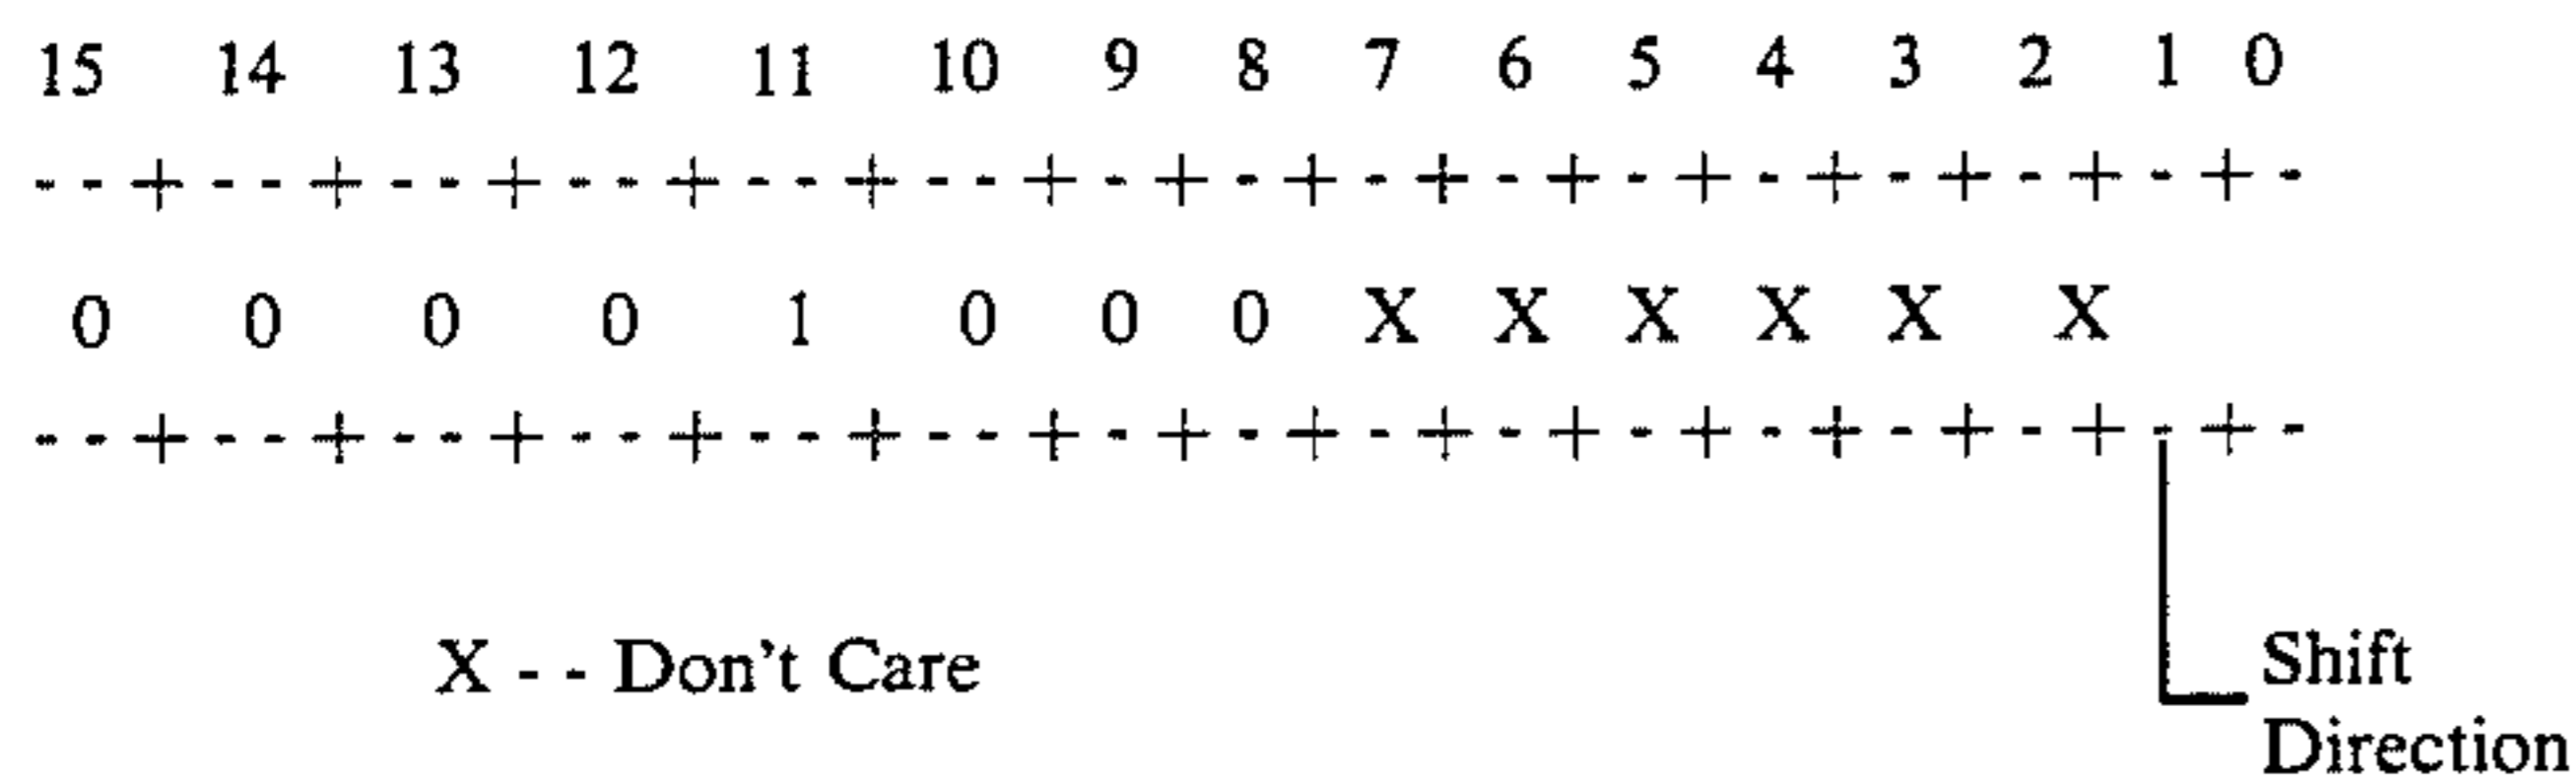 15 14 13 12 11 10 9 8 7 6 5 4 3 2 1 0
--+--+--+--+--+--+-+-+-+-+-+-+-+-+-+-
0 0 0 0 1 0 0 0 X X X X X X
--+--+--+--+--+--+-+-+-+-+-+-+-+-+-+-
X -- Don't Care
Shift
Direction